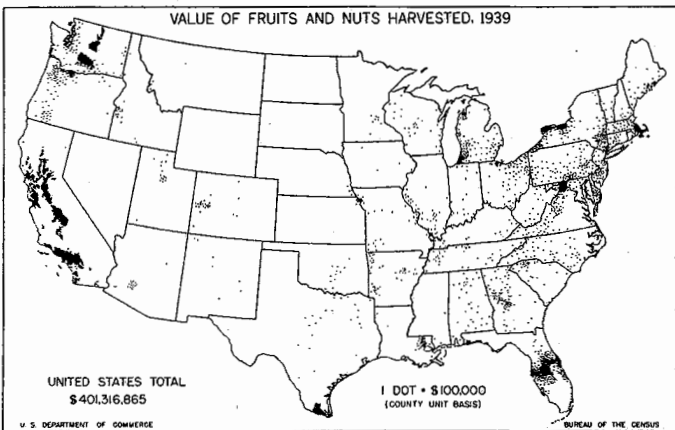 VALUE OF FRUITS AND NUTS HARVESTED, 1939
UNITED STATES TOTAL
$401,316,865
1 DOT = $100,000
(COUNTY UNIT BASIS)
U. S. DEPARTMENT OF COMMERCE
BUREAU OF THE CENSUS